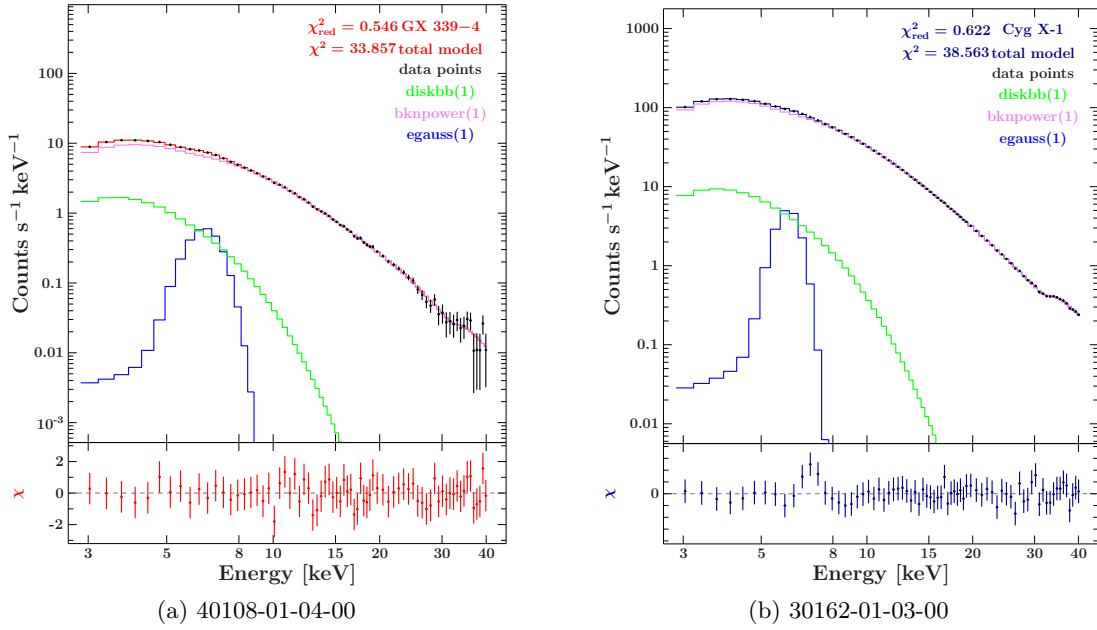 χ²red = 0.546 GX 339−4
χ² = 33.857 total model
data points
diskbb(1)
bknpower(1)
egauss(1)
100
10
1
0.1
0.01
10⁻³
Counts s⁻¹ keV⁻¹
2
0
-2
χ
3 5 8 10 15 20 30 40
Energy [keV]
(a) 40108-01-04-00
χ²red = 0.622 Cyg X-1
χ² = 38.563 total model
data points
diskbb(1)
bknpower(1)
egauss(1)
1000
100
10
1
0.1
0.01
Counts s⁻¹ keV⁻¹
0
χ
3 5 8 10 15 20 30 40
Energy [keV]
(b) 30162-01-03-00